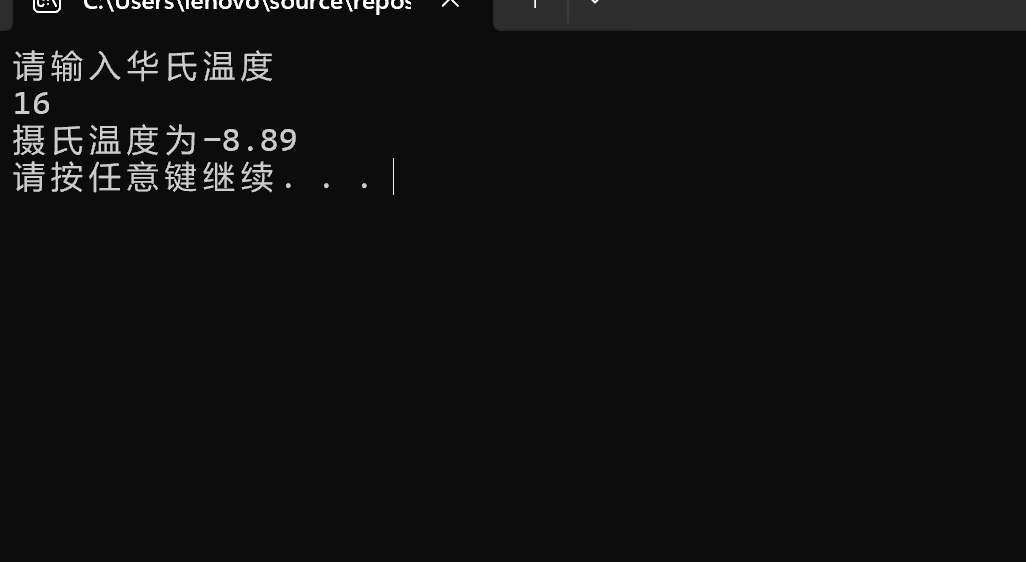 C:\Users\lenovo\source\repos
请输入华氏温度
16
摄氏温度为-8.89
请按任意键继续. . .